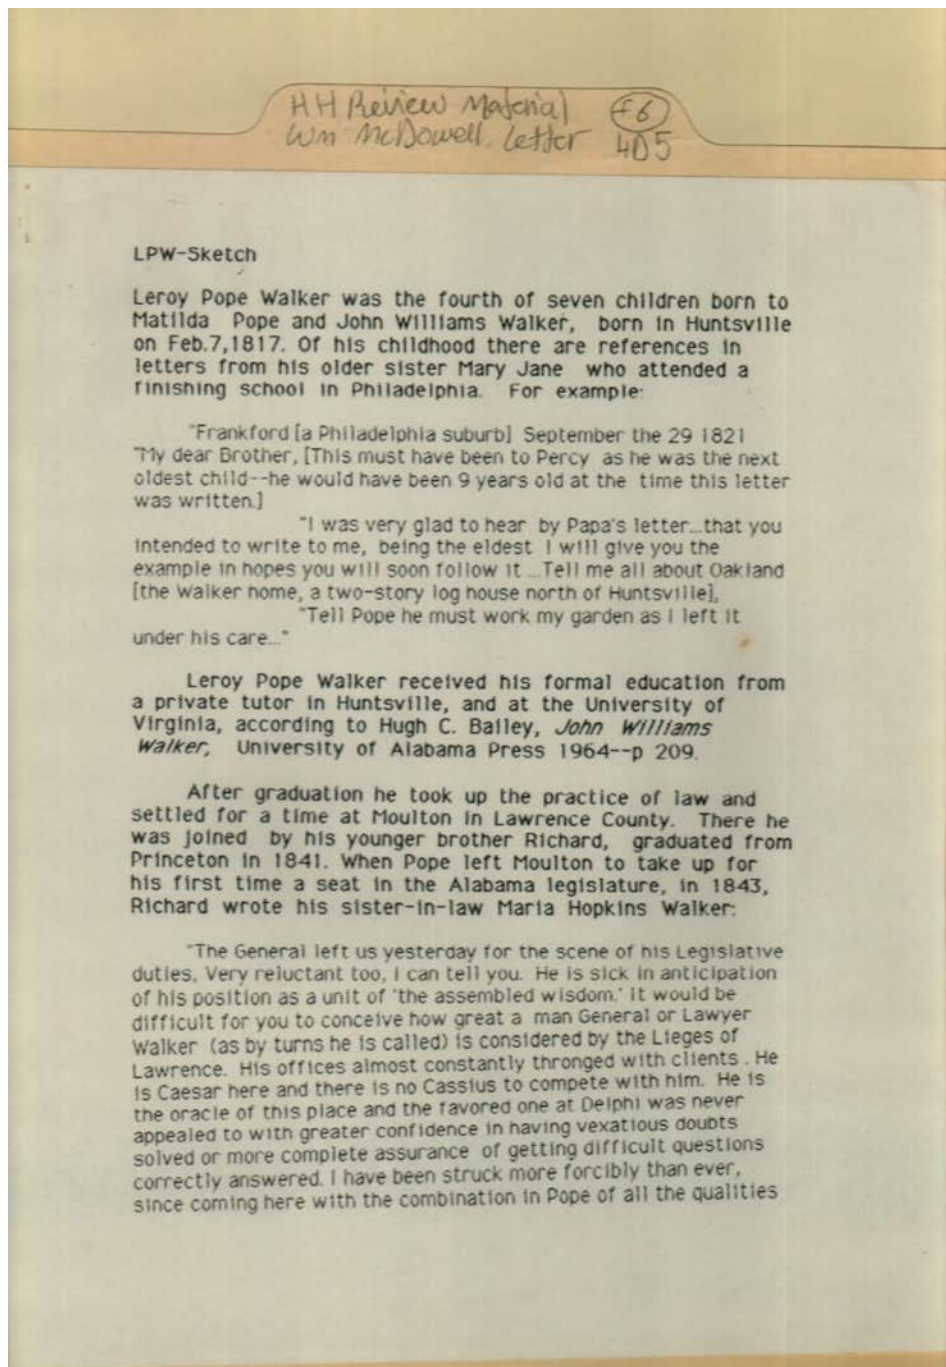 HH Review Material F6
Wm McDowell Letter 4D5
LPW-Sketch
Leroy Pope Walker was the fourth of seven children born to
Matilda Pope and John Williams Walker, born in Huntsville
on Feb.7,1817. Of his childhood there are references in
letters from his older sister Mary Jane who attended a
finishing school in Philadelphia. For example:
"Frankford [a Philadelphia suburb] September the 29 1821
"My dear Brother, [This must have been to Percy as he was the next
oldest child--he would have been 9 years old at the time this letter
was written.]
"I was very glad to hear by Papa's letter...that you
intended to write to me, being the eldest I will give you the
example in hopes you will soon follow it ...Tell me all about Oakland
[the Walker home, a two-story log house north of Huntsville],
"Tell Pope he must work my garden as I left it
under his care..."
Leroy Pope Walker received his formal education from
a private tutor in Huntsville, and at the University of
Virginia, according to Hugh C. Bailey, John Williams
Walker, University of Alabama Press 1964--p 209.
After graduation he took up the practice of law and
settled for a time at Moulton in Lawrence County. There he
was joined by his younger brother Richard, graduated from
Princeton in 1841. When Pope left Moulton to take up for
his first time a seat in the Alabama legislature, in 1843,
Richard wrote his sister-in-law Maria Hopkins Walker:
"The General left us yesterday for the scene of his Legislative
duties, Very reluctant too, I can tell you. He is sick in anticipation
of his position as a unit of 'the assembled wisdom.' It would be
difficult for you to conceive how great a man General or Lawyer
Walker (as by turns he is called) is considered by the Lieges of
Lawrence. His offices almost constantly thronged with clients . He
is Caesar here and there is no Cassius to compete with him. He is
the oracle of this place and the favored one at Delphi was never
appealed to with greater confidence in having vexatious doubts
solved or more complete assurance of getting difficult questions
correctly answered. I have been struck more forcibly than ever,
since coming here with the combination in Pope of all the qualities